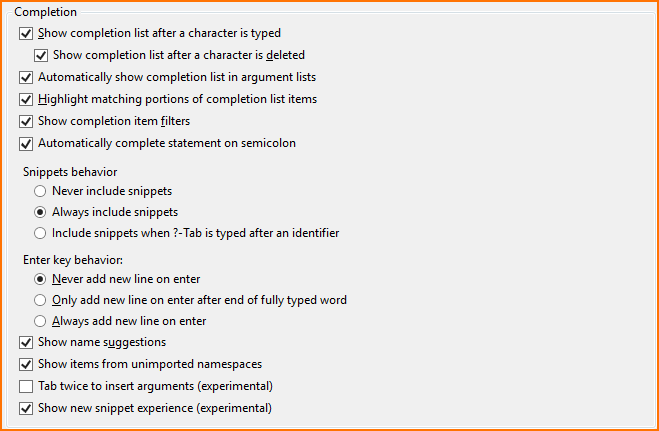 Completion
Show completion list after a character is typed
Show completion list after a character is deleted
Automatically show completion list in argument lists
Highlight matching portions of completion list items
Show completion item filters
Automatically complete statement on semicolon
Snippets behavior
Never include snippets
Always include snippets
Include snippets when ?-Tab is typed after an identifier
Enter key behavior:
Never add new line on enter
Only add new line on enter after end of fully typed word
Always add new line on enter
Show name suggestions
Show items from unimported namespaces
Tab twice to insert arguments (experimental)
Show new snippet experience (experimental)